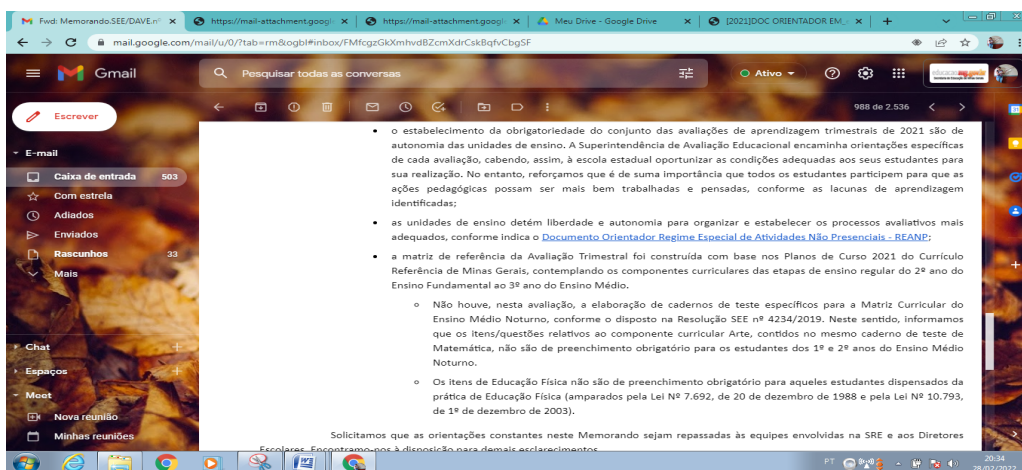 Fwd: Memorando.SEE/DAVE.nº
https://mail-attachment.googl
https://mail-attachment.googl
Meu Drive - Google Drive
[2021]DOC ORIENTADOR EM_
mail.google.com/mail/u/0/?tab=rm&ogbl#inbox/FMfcgzGkXmhvdBZcmXdrCskBqfvCbgSF
Gmail
Pesquisar todas as conversas
Ativo
Escrever
988 de 2.536
E-mail
Caixa de entrada 503
Com estrela
Adiados
Enviados
Rascunhos 33
Mais
Chat
Espaços
Meet
Nova reunião
Minhas reuniões
• o estabelecimento da obrigatoriedade do conjunto das avaliações de aprendizagem trimestrais de 2021 são de
autonomia das unidades de ensino. A Superintendência de Avaliação Educacional encaminha orientações específicas
de cada avaliação, cabendo, assim, à escola estadual oportunizar as condições adequadas aos seus estudantes para
sua realização. No entanto, reforçamos que é de suma importância que todos os estudantes participem para que as
ações pedagógicas possam ser mais bem trabalhadas e pensadas, conforme as lacunas de aprendizagem
identificadas;
• as unidades de ensino detém liberdade e autonomia para organizar e estabelecer os processos avaliativos mais
adequados, conforme indica o Documento Orientador Regime Especial de Atividades Não Presenciais - REANP;
• a matriz de referência da Avaliação Trimestral foi construída com base nos Planos de Curso 2021 do Currículo
Referência de Minas Gerais, contemplando os componentes curriculares das etapas de ensino regular do 2º ano do
Ensino Fundamental ao 3º ano do Ensino Médio.
○ Não houve, nesta avaliação, a elaboração de cadernos de teste específicos para a Matriz Curricular do
Ensino Médio Noturno, conforme o disposto na Resolução SEE nº 4234/2019. Neste sentido, informamos
que os itens/questões relativos ao componente curricular Arte, contidos no mesmo caderno de teste de
Matemática, não são de preenchimento obrigatório para os estudantes dos 1º e 2º anos do Ensino Médio
Noturno.
○ Os itens de Educação Física não são de preenchimento obrigatório para aqueles estudantes dispensados da
prática de Educação Física (amparados pela Lei Nº 7.692, de 20 de dezembro de 1988 e pela Lei Nº 10.793,
de 1º de dezembro de 2003).
Solicitamos que as orientações constantes neste Memorando sejam repassadas às equipes envolvidas na SRE e aos Diretores
Escolares. Encontramo-nos à disposição para demais esclarecimentos.
PT
20:34
28/02/2022